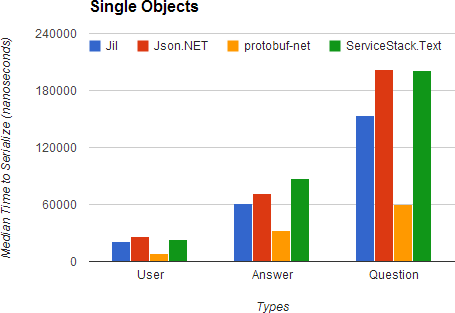 Single Objects
Median Time to Serialize (nanoseconds)
Jil Json.NET protobuf-net ServiceStack.Text
240000
180000
120000
60000
0
User Answer Question
Types